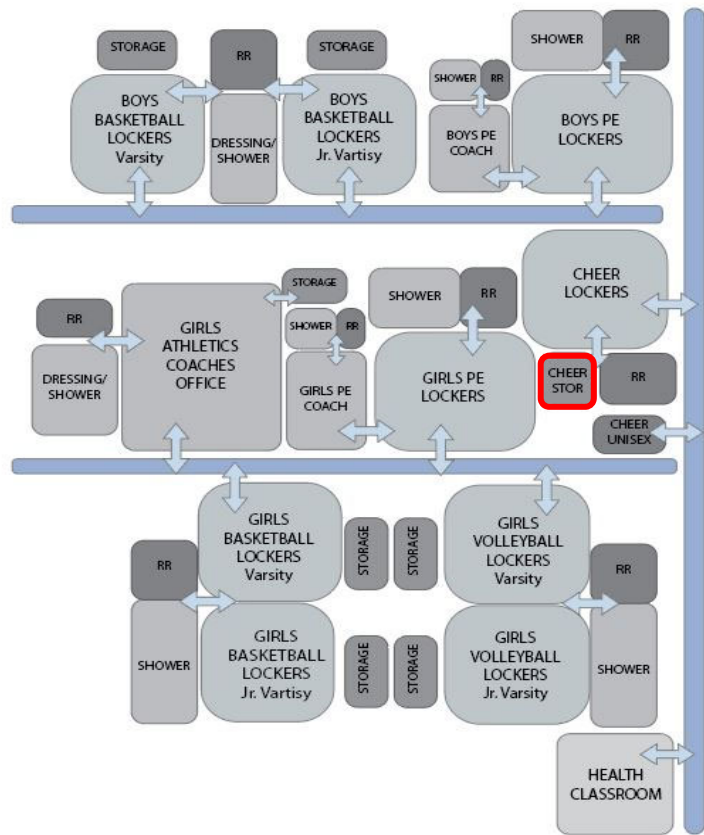 STORAGE
RR
STORAGE
BOYS
BASKETBALL
LOCKERS
Varsity
DRESSING/
SHOWER
BOYS
BASKETBALL
LOCKERS
Jr. Vartisy
SHOWER
RR
BOYS PE
COACH
SHOWER
RR
BOYS PE
LOCKERS
RR
DRESSING/
SHOWER
GIRLS
ATHLETICS
COACHES
OFFICE
STORAGE
SHOWER
RR
GIRLS PE
COACH
SHOWER
RR
GIRLS PE
LOCKERS
CHEER
LOCKERS
CHEER
STOR
RR
CHEER
UNISEX
RR
SHOWER
GIRLS
BASKETBALL
LOCKERS
Varsity
STORAGE
STORAGE
GIRLS
VOLLEYBALL
LOCKERS
Varsity
RR
SHOWER
GIRLS
BASKETBALL
LOCKERS
Jr. Vartisy
STORAGE
STORAGE
GIRLS
VOLLEYBALL
LOCKERS
Jr. Varsity
HEALTH
CLASSROOM